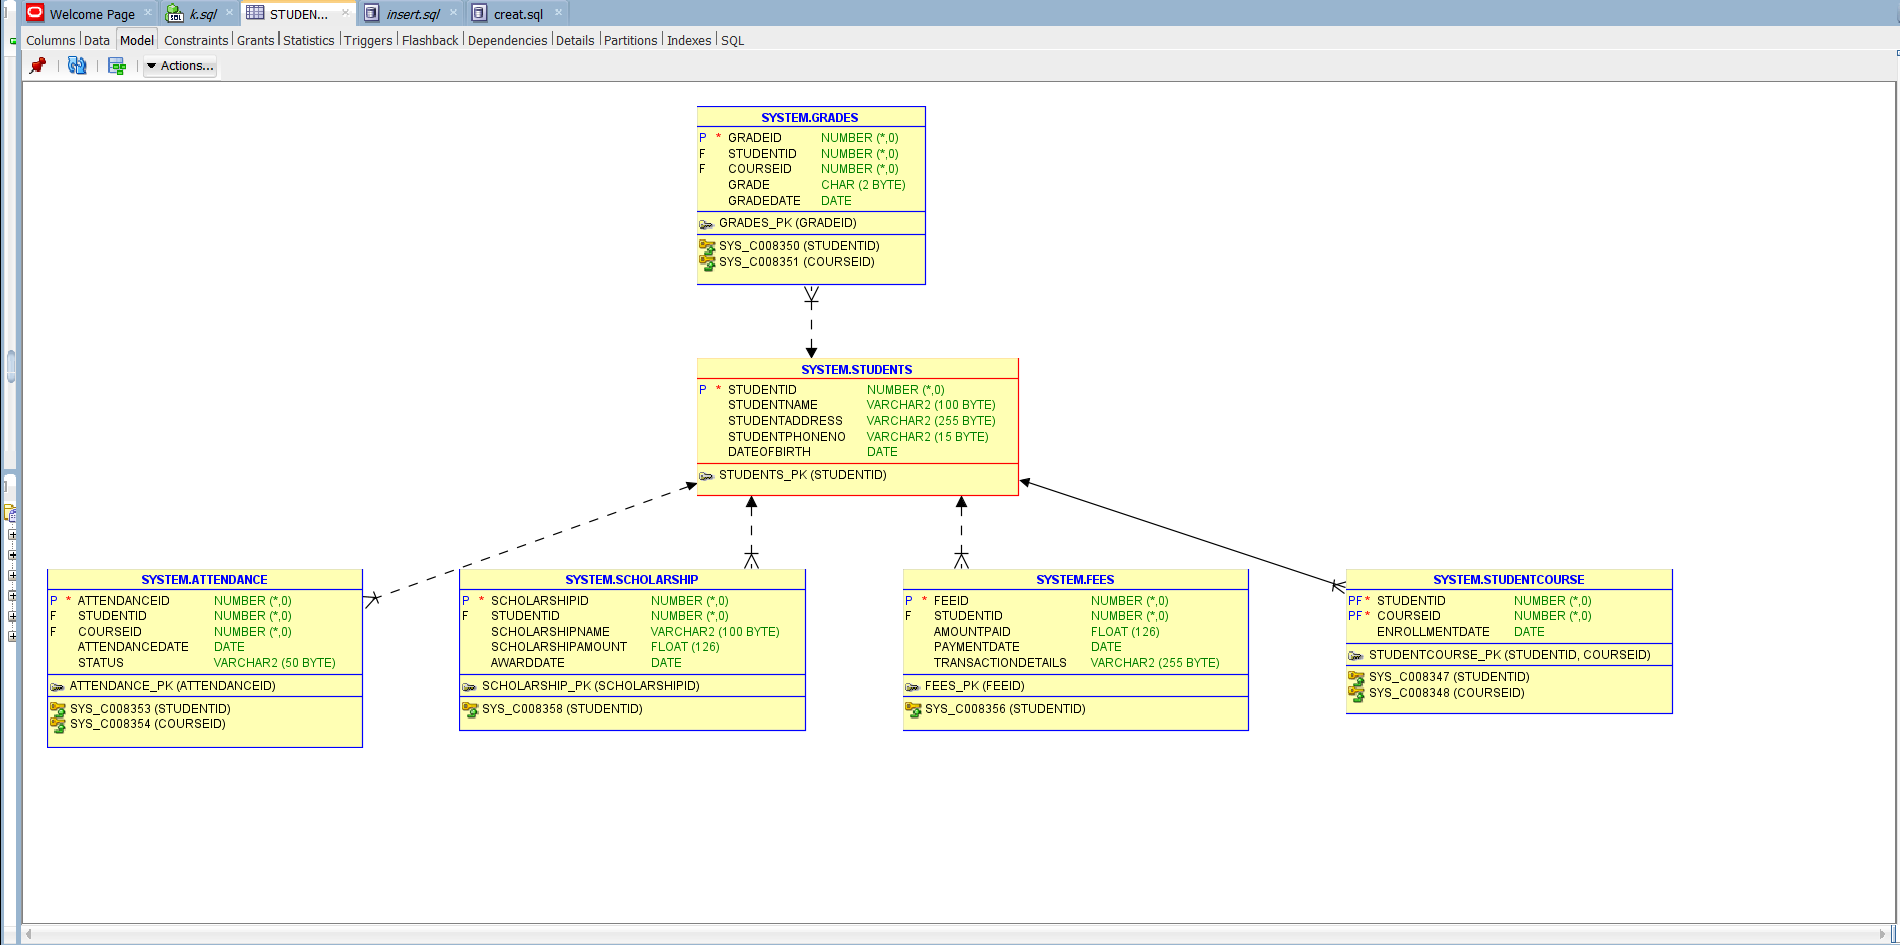 Welcome Page
k.sql
STUDEN...
insert.sql
creat.sql
Columns Data Model Constraints Grants Statistics Triggers Flashback Dependencies Details Partitions Indexes SQL
Actions...
SYSTEM.GRADES
P * GRADEID NUMBER (*,0)
F STUDENTID NUMBER (*,0)
F COURSEID NUMBER (*,0)
GRADE CHAR (2 BYTE)
GRADEDATE DATE
GRADES_PK (GRADEID)
SYS_C008350 (STUDENTID)
SYS_C008351 (COURSEID)
SYSTEM.STUDENTS
P * STUDENTID NUMBER (*,0)
STUDENTNAME VARCHAR2 (100 BYTE)
STUDENTADDRESS VARCHAR2 (255 BYTE)
STUDENTPHONENO VARCHAR2 (15 BYTE)
DATEOFBIRTH DATE
STUDENTS_PK (STUDENTID)
SYSTEM.ATTENDANCE
P * ATTENDANCEID NUMBER (*,0)
F STUDENTID NUMBER (*,0)
F COURSEID NUMBER (*,0)
ATTENDANCEDATE DATE
STATUS VARCHAR2 (50 BYTE)
ATTENDANCE_PK (ATTENDANCEID)
SYS_C008353 (STUDENTID)
SYS_C008354 (COURSEID)
SYSTEM.SCHOLARSHIP
P * SCHOLARSHIPID NUMBER (*,0)
F STUDENTID NUMBER (*,0)
SCHOLARSHIPNAME VARCHAR2 (100 BYTE)
SCHOLARSHIPAMOUNT FLOAT (126)
AWARDDATE DATE
SCHOLARSHIP_PK (SCHOLARSHIPID)
SYS_C008358 (STUDENTID)
SYSTEM.FEES
P * FEEID NUMBER (*,0)
F STUDENTID NUMBER (*,0)
AMOUNTPAID FLOAT (126)
PAYMENTDATE DATE
TRANSACTIONDETAILS VARCHAR2 (255 BYTE)
FEES_PK (FEEID)
SYS_C008356 (STUDENTID)
SYSTEM.STUDENTCOURSE
PF * STUDENTID NUMBER (*,0)
PF * COURSEID NUMBER (*,0)
ENROLLMENTDATE DATE
STUDENTCOURSE_PK (STUDENTID, COURSEID)
SYS_C008347 (STUDENTID)
SYS_C008348 (COURSEID)